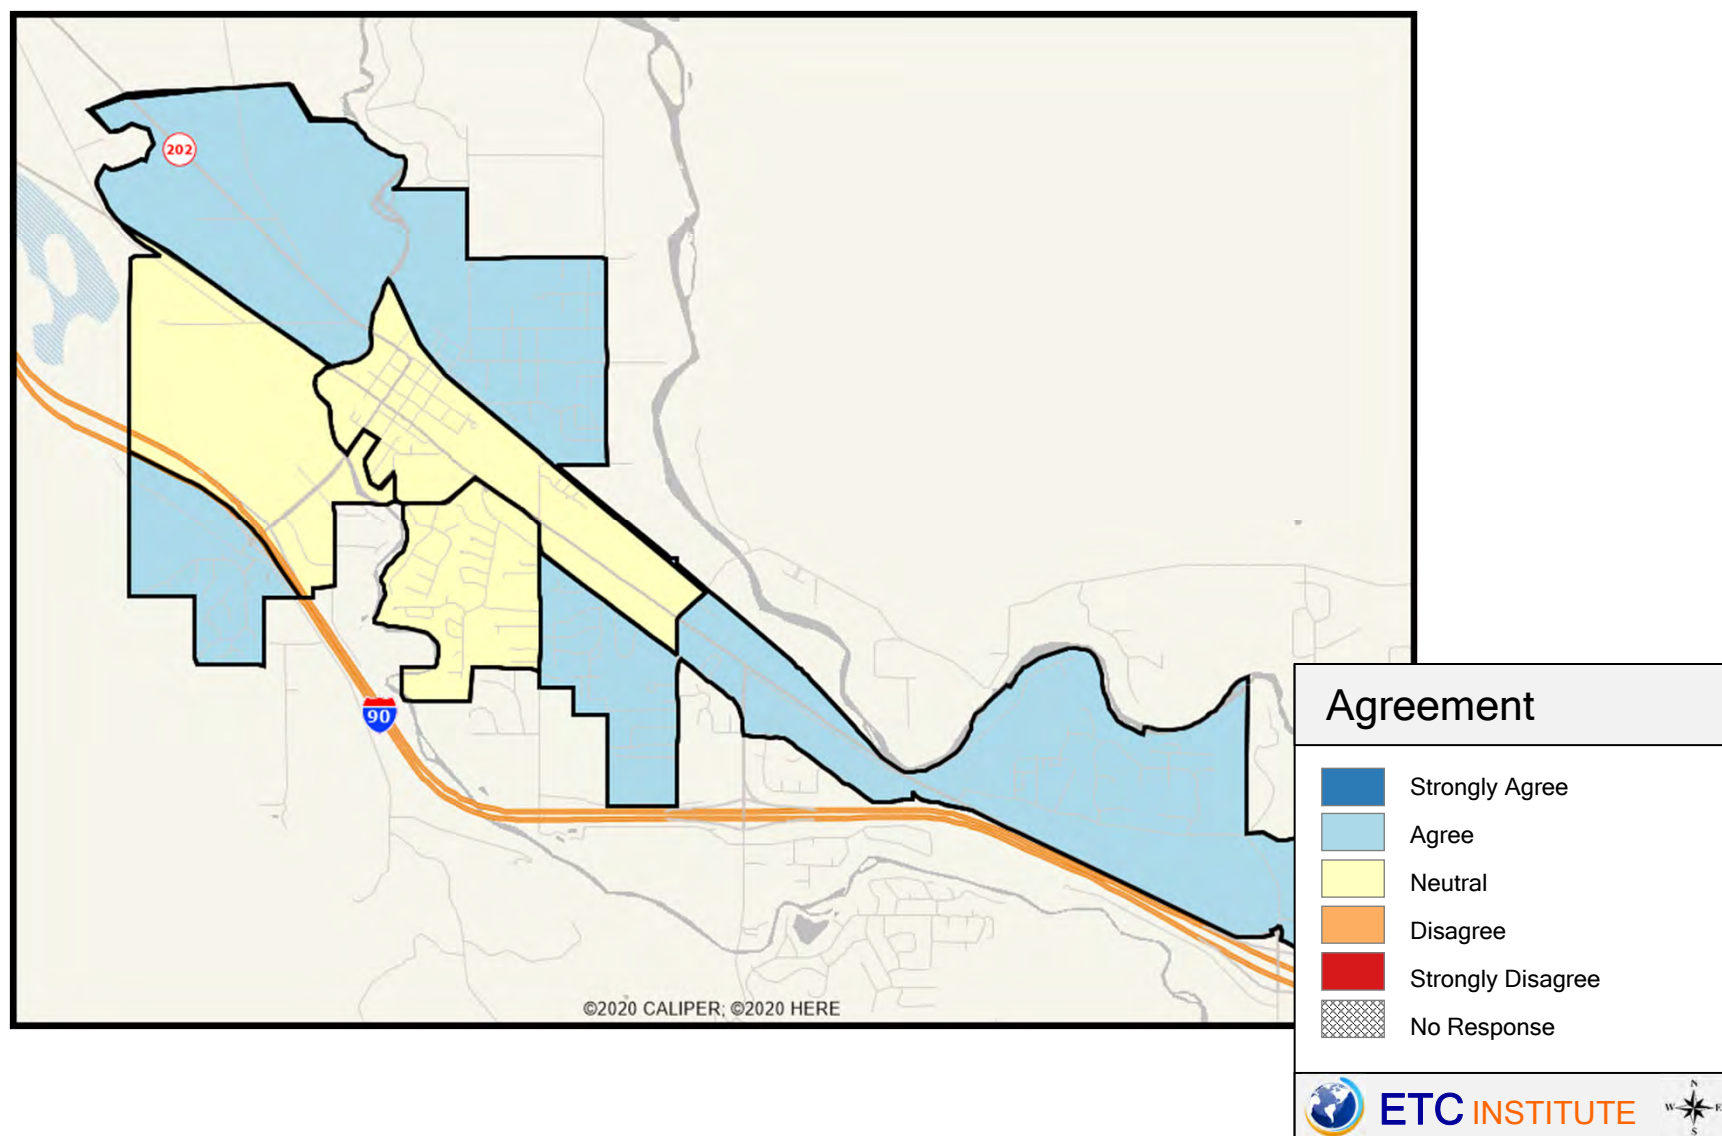 202
90
©2020 CALIPER; ©2020 HERE
Agreement
Strongly Agree
Agree
Neutral
Disagree
Strongly Disagree
No Response
ETC INSTITUTE
N
W E
S